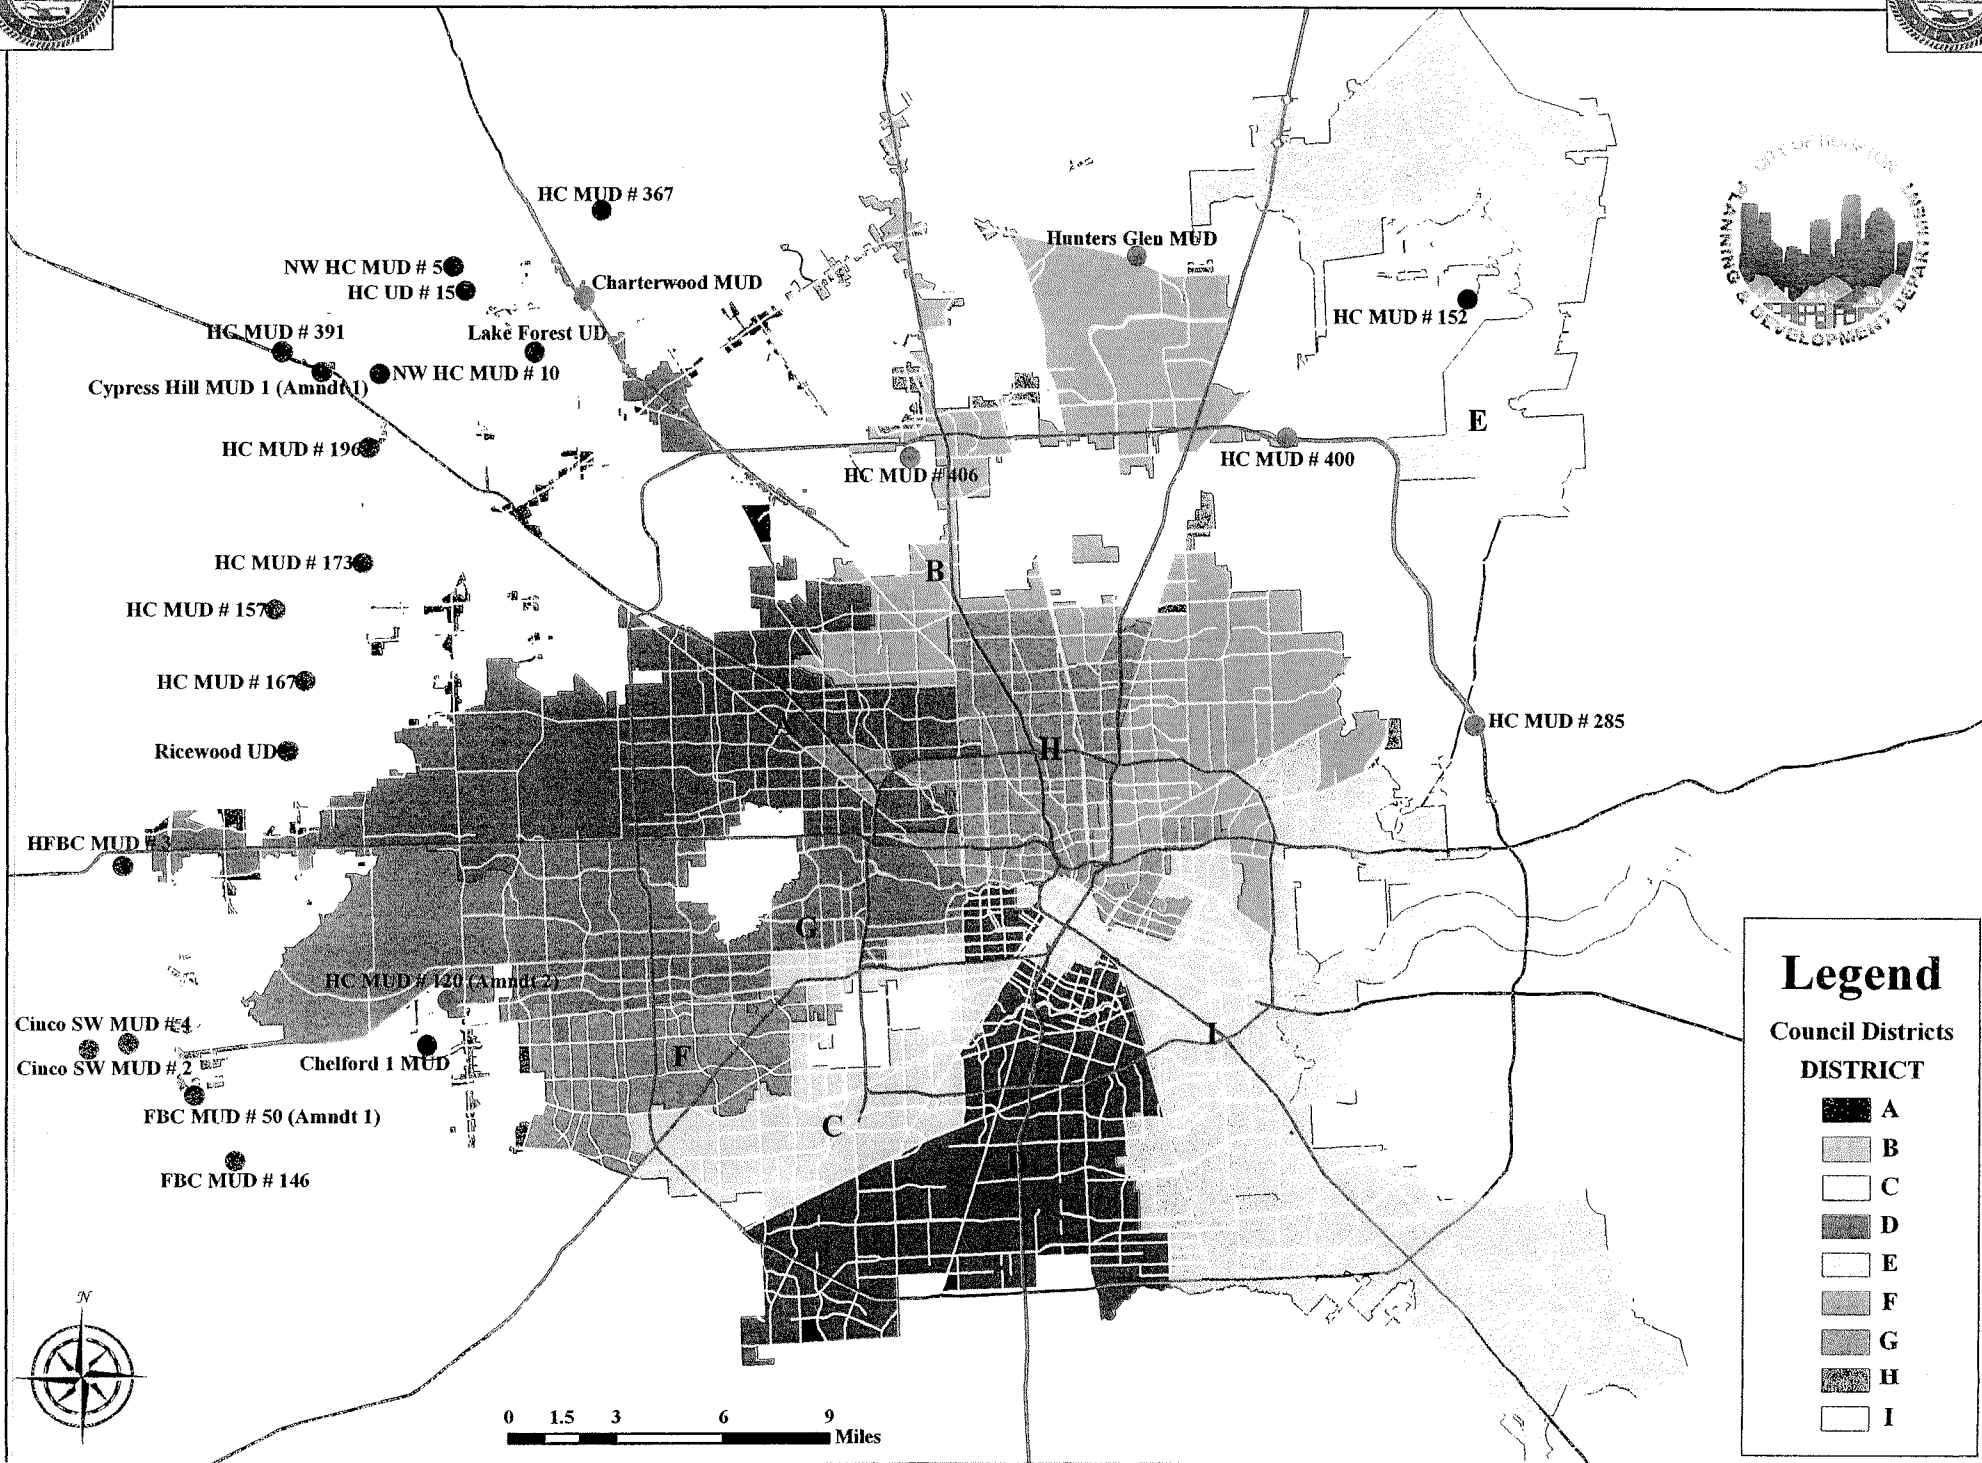 CITY OF HOUSTON
PLANNING & DEVELOPMENT DEPARTMENT
HC MUD # 367
Hunters Glen MUD
NW HC MUD # 5
HC UD # 15
Charterwood MUD
HC MUD # 152
HC MUD # 391
Lake Forest UD
Cypress Hill MUD 1 (Amndt 1)
NW HC MUD # 10
E
HC MUD # 196
HC MUD # 406
HC MUD # 400
HC MUD # 173
B
HC MUD # 157
HC MUD # 167
A
HC MUD # 285
Ricewood UD
H
HFBC MUD # 3
G
HC MUD # 120 (Amndt 2)
Cinco SW MUD # 4
Cinco SW MUD # 2
Chelford 1 MUD
F
I
FBC MUD # 50 (Amndt 1)
C
FBC MUD # 146
Legend
Council Districts
DISTRICT
A
B
C
D
E
F
G
H
I
N
0 1.5 3 6 9
Miles